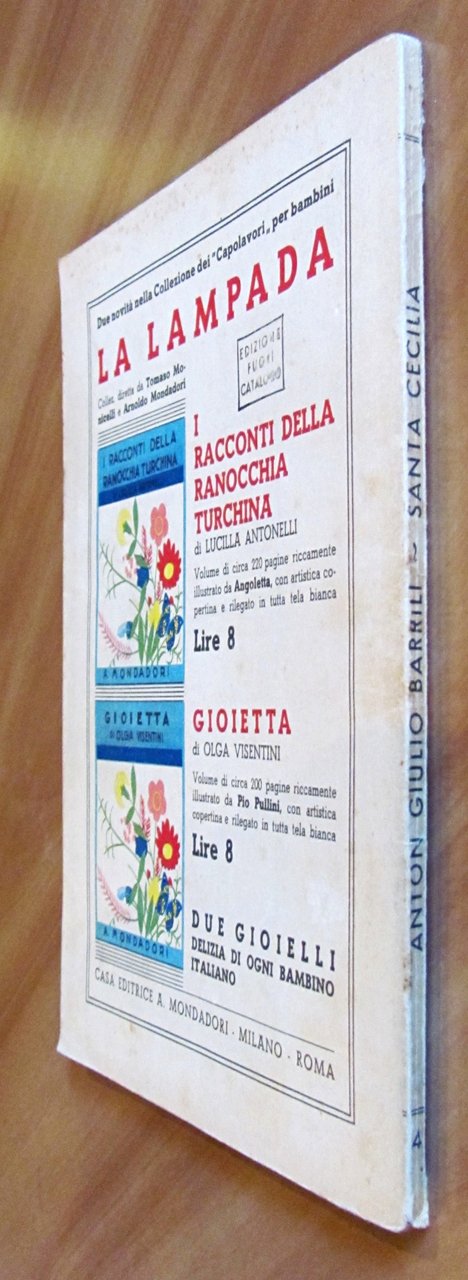 Due novità nella Collezione dei "Capolavori„ per bambini
LA LAMPADA
Collez. diretta da Tomaso Mo-
nicelli e Arnoldo Mondadori
EDIZIONE
FUORI
CATALOGO
I RACCONTI DELLA
RANOCCHIA TURCHINA
A. MONDADORI
I
RACCONTI DELLA
RANOCCHIA
TURCHINA
di LUCILLA ANTONELLI
Volume di circa 220 pagine riccamente
illustrato da Angoletta, con artistica co-
pertina e rilegato in tutta tela bianca
Lire 8
GIOIETTA
di OLGA VISENTINI
A. MONDADORI
GIOIETTA
di OLGA VISENTINI
Volume di circa 200 pagine riccamente
illustrato da Pio Pullini, con artistica
copertina e rilegato in tutta tela bianca
Lire 8
DUE GIOIELLI
DELIZIA DI OGNI BAMBINO
ITALIANO
CASA EDITRICE A. MONDADORI - MILANO - ROMA
ANTON GIULIO BARRILI ~ SANTA CECILIA
4